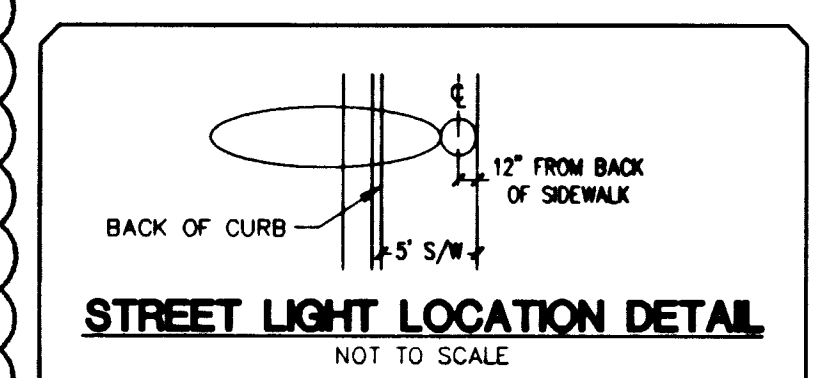 ℄
12" FROM BACK
OF SIDEWALK
BACK OF CURB
5' S/W
STREET LIGHT LOCATION DETAIL
NOT TO SCALE